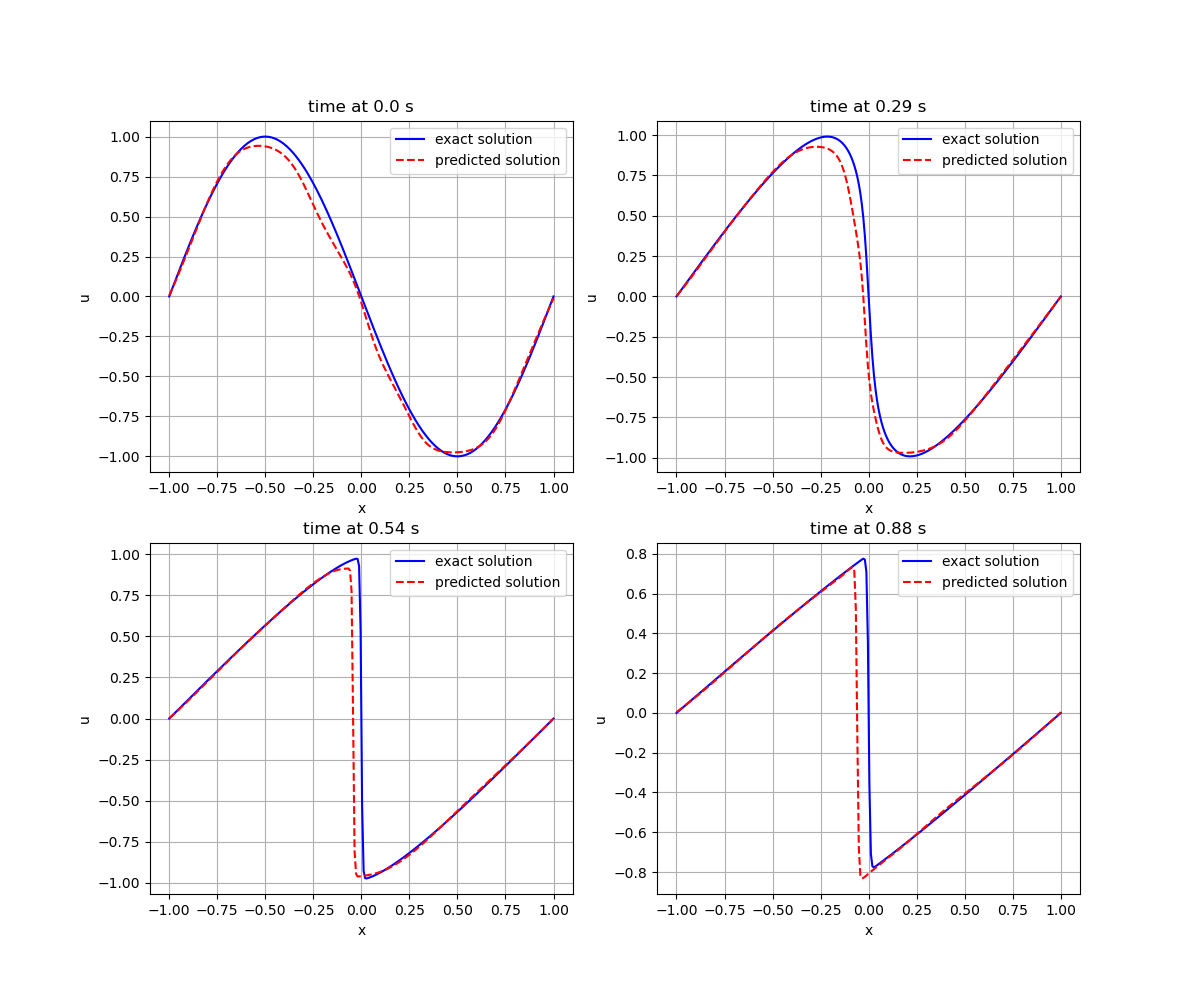 time at 0.0 s
exact solution
predicted solution
1.00
0.75
0.50
0.25
0.00
−0.25
−0.50
−0.75
−1.00
u
−1.00 −0.75 −0.50 −0.25 0.00 0.25 0.50 0.75 1.00
x
time at 0.29 s
exact solution
predicted solution
1.00
0.75
0.50
0.25
0.00
−0.25
−0.50
−0.75
−1.00
u
−1.00 −0.75 −0.50 −0.25 0.00 0.25 0.50 0.75 1.00
x
time at 0.54 s
exact solution
predicted solution
1.00
0.75
0.50
0.25
0.00
−0.25
−0.50
−0.75
−1.00
u
−1.00 −0.75 −0.50 −0.25 0.00 0.25 0.50 0.75 1.00
x
time at 0.88 s
exact solution
predicted solution
0.8
0.6
0.4
0.2
0.0
−0.2
−0.4
−0.6
−0.8
u
−1.00 −0.75 −0.50 −0.25 0.00 0.25 0.50 0.75 1.00
x